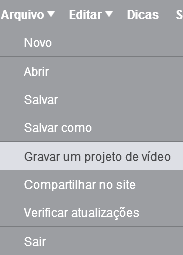 Arquivo Editar Dicas S
Novo
Abrir
Salvar
Salvar como
Gravar um projeto de vídeo
Compartilhar no site
Verificar atualizações
Sair